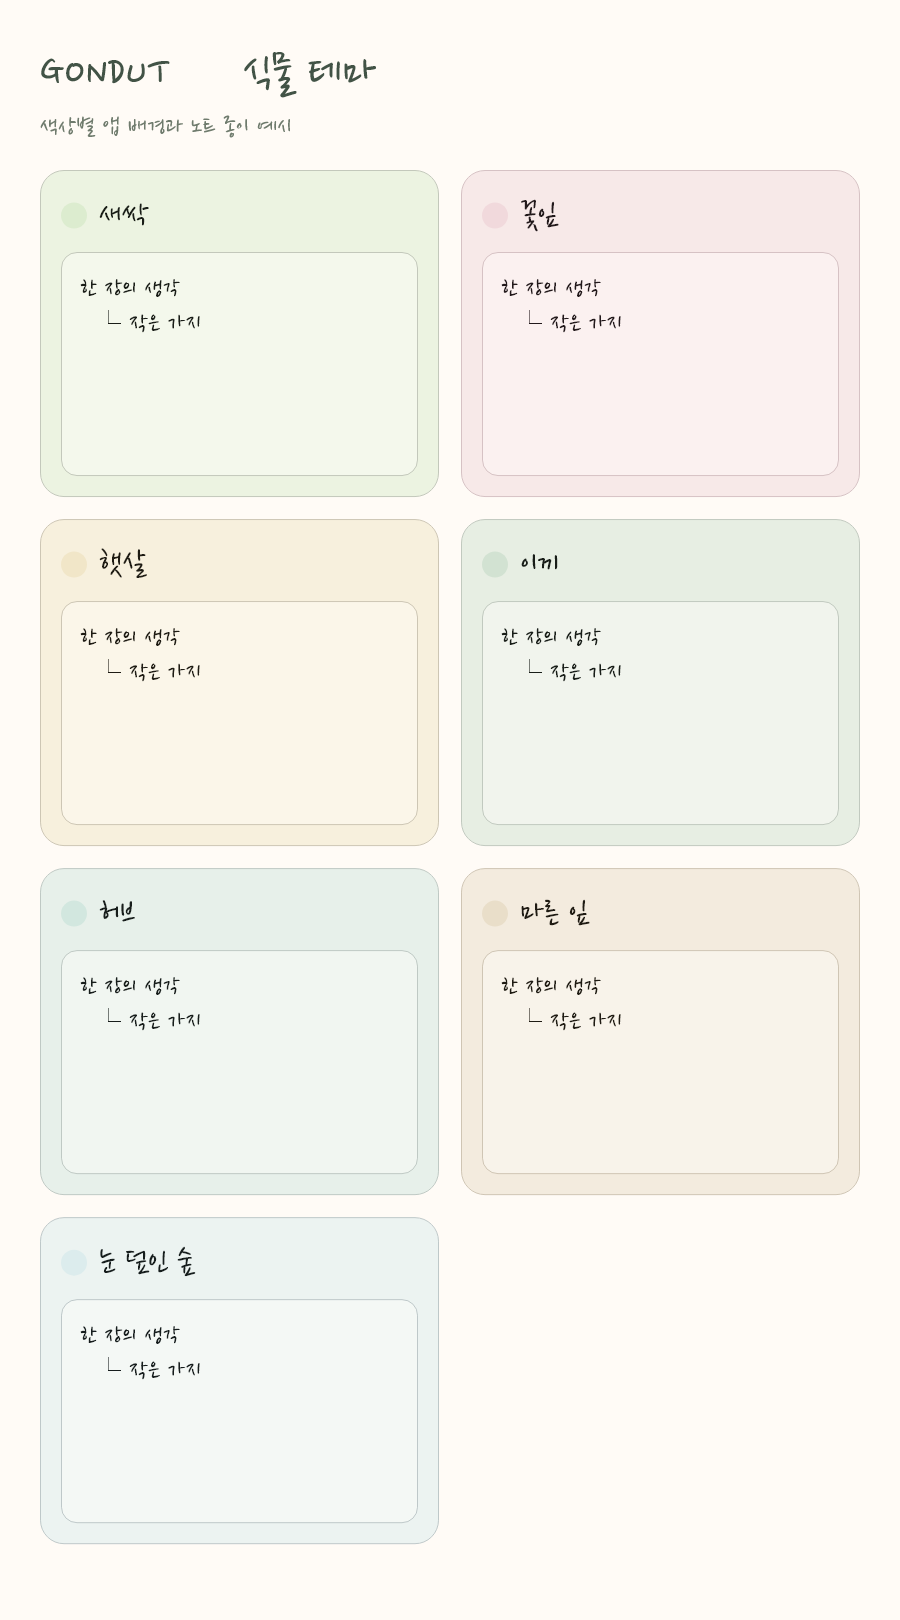 GONDUT 식물 테마
색상별 앱 배경과 노트 종이 예시
새싹
한 장의 생각
작은 가지
꽃잎
한 장의 생각
작은 가지
햇살
한 장의 생각
작은 가지
이끼
한 장의 생각
작은 가지
허브
한 장의 생각
작은 가지
마른 잎
한 장의 생각
작은 가지
눈 덮인 숲
한 장의 생각
작은 가지